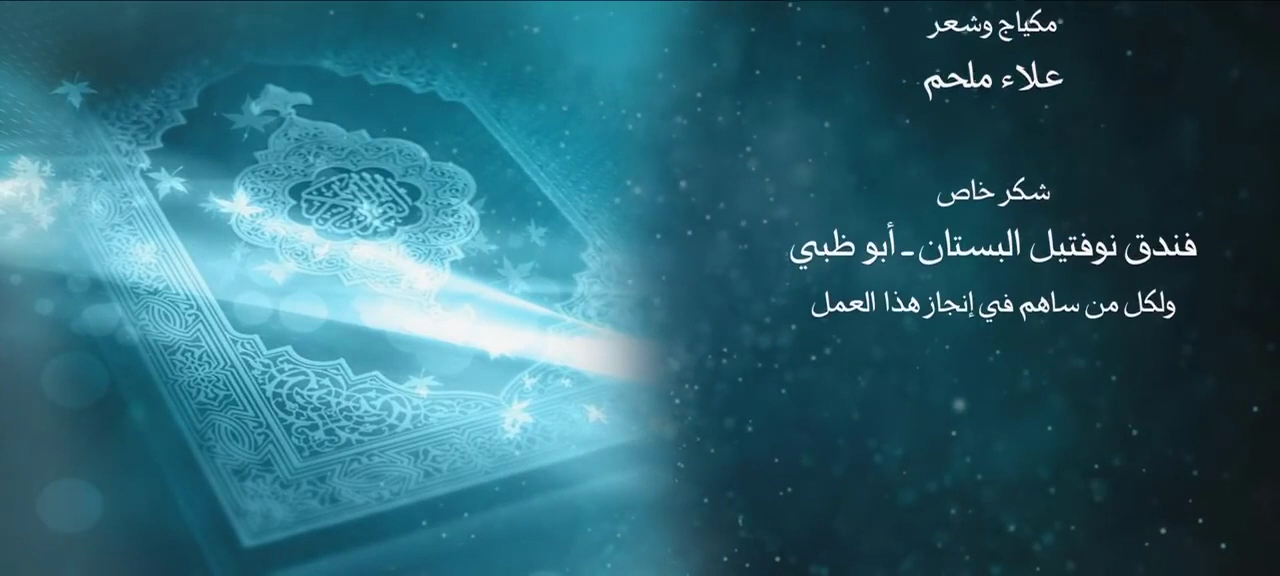 مكياج وشعر
علاء ملحم
شكر خاص
فندق نوفتيل البستان - أبو ظبي
ولكل من ساهم في إنجاز هذا العمل